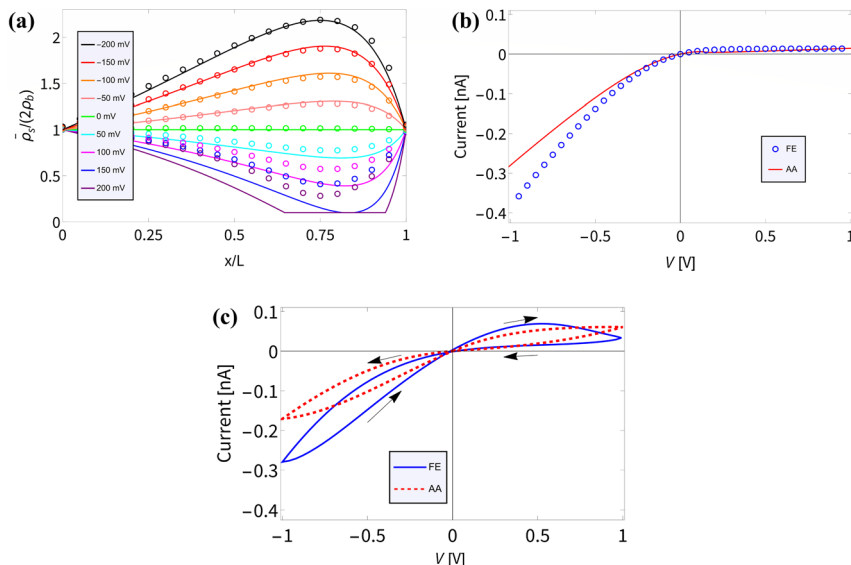 (a)
ρ̄s/(2ρb)
2
1.5
1
0.5
0
−200 mV
−150 mV
−100 mV
−50 mV
0 mV
50 mV
100 mV
150 mV
200 mV
0
0.25
0.5
0.75
1
x/L
(b)
Current [nA]
0.1
0
−0.1
−0.2
−0.3
−0.4
FE
AA
−1
−0.5
0
0.5
1
V [V]
(c)
Current [nA]
0.1
0
−0.1
−0.2
−0.3
−0.4
FE
AA
−1
−0.5
0
0.5
1
V [V]